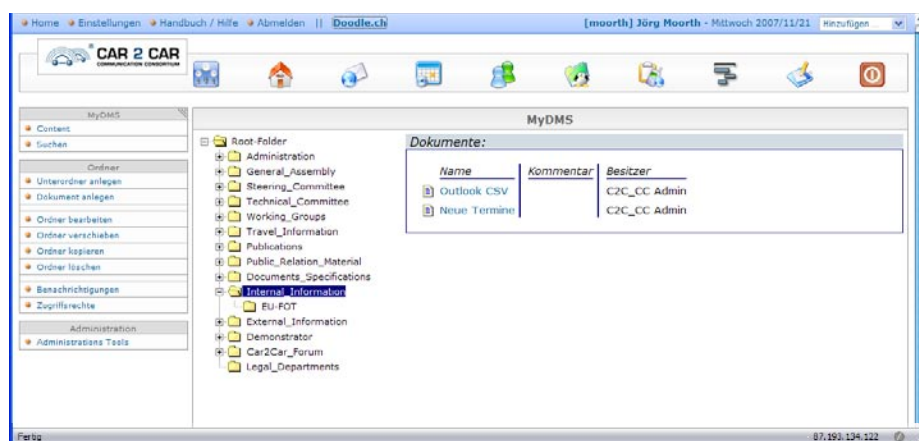 Home Einstellungen Handbuch / Hilfe Abmelden || Doodle.ch [moorth] Jörg Moorth - Mittwoch 2007/11/21 Hinzufügen ...
CAR 2 CAR
COMMUNICATION CONSORTIUM
MyDMS
Content
Suchen
Ordner
Unterordner anlegen
Dokument anlegen
Ordner bearbeiten
Ordner verschieben
Ordner kopieren
Ordner löschen
Benachrichtigungen
Zugriffsrechte
Administration
Administrations Tools
MyDMS
Root-Folder
Administration
General_Assembly
Steering_Committee
Technical_Committee
Working_Groups
Travel_Information
Publications
Public_Relation_Material
Documents_Specifications
Internal_Information
EU-FOT
External_Information
Demonstrator
Car2Car_Forum
Legal_Departments
Dokumente:
Name Kommentar Besitzer
Outlook CSV C2C_CC Admin
Neue Termine C2C_CC Admin
Fertig 87.193.134.122